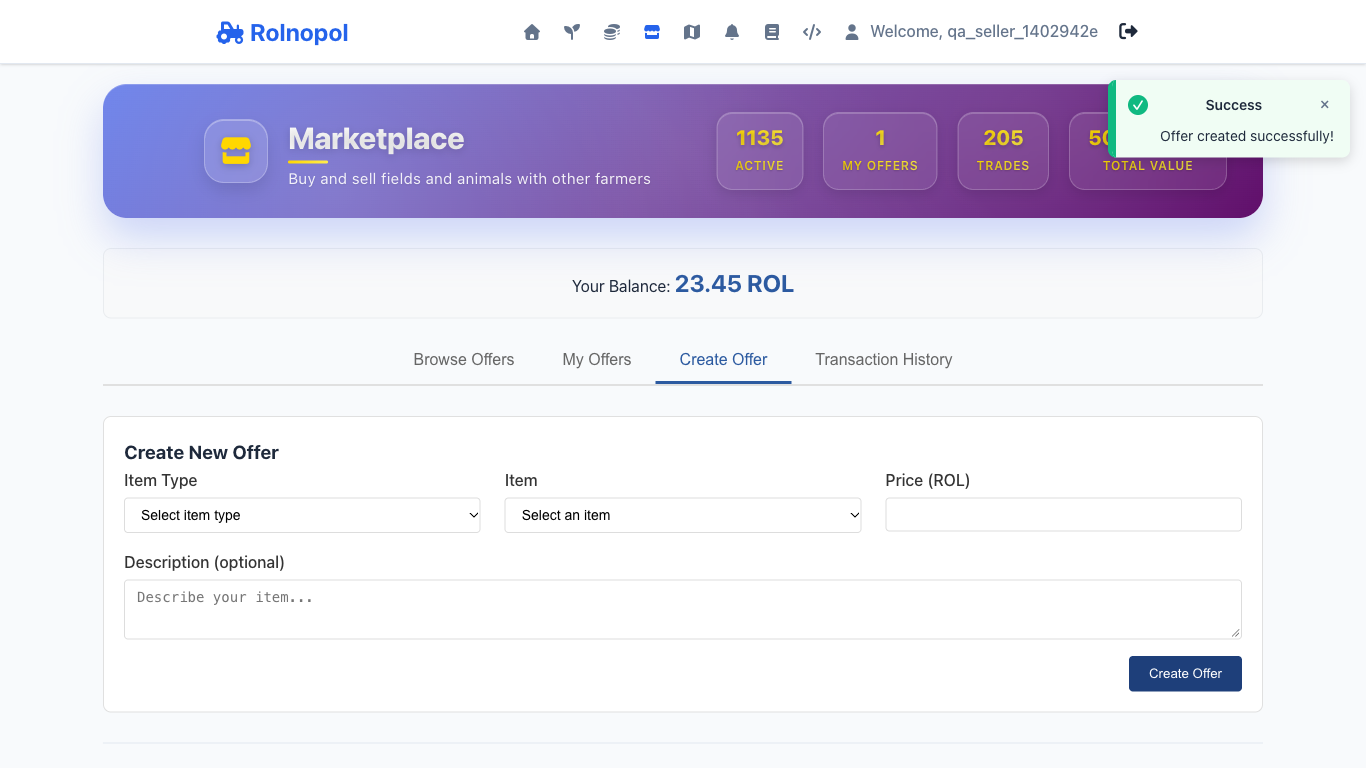 Rolnopol
Welcome, qa_seller_1402942e
Success
×
Offer created successfully!
Marketplace
Buy and sell fields and animals with other farmers
1135
ACTIVE
1
MY OFFERS
205
TRADES
TOTAL VALUE
Your Balance: 23.45 ROL
Browse Offers
My Offers
Create Offer
Transaction History
Create New Offer
Item Type
Item
Price (ROL)
Select item type
Select an item
Description (optional)
Describe your item...
Create Offer